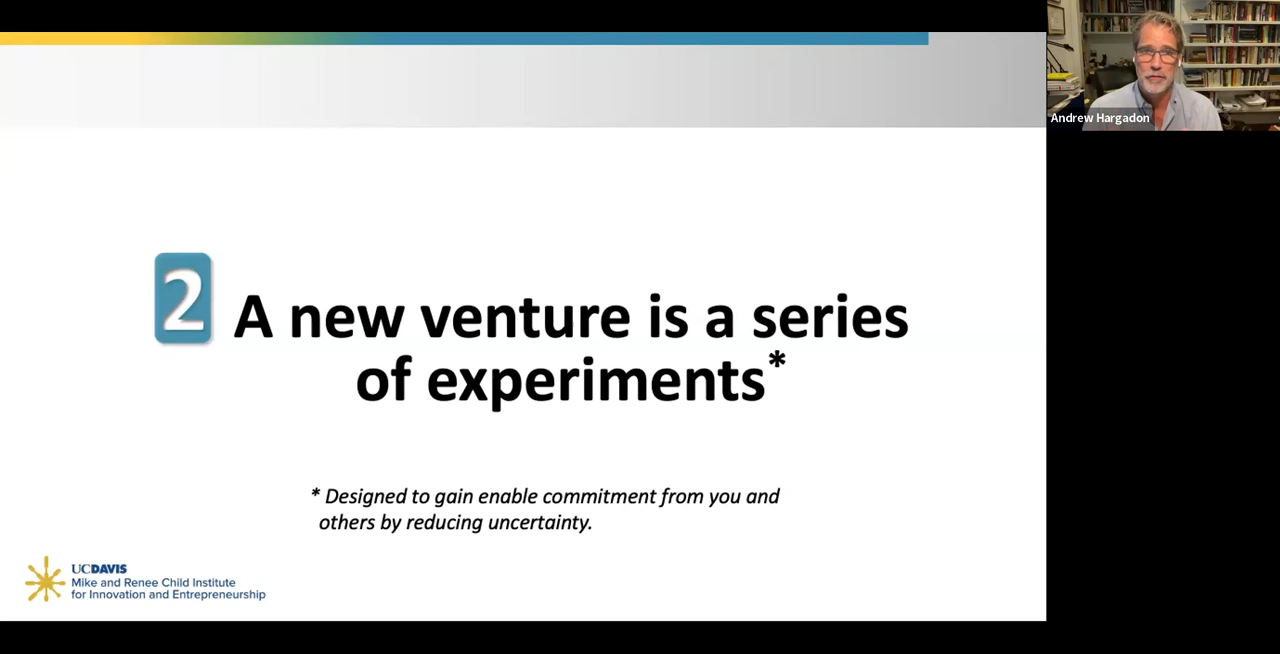 Andrew Hargadon
2 A new venture is a series
of experiments*
* Designed to gain enable commitment from you and
others by reducing uncertainty.
UCDAVIS
Mike and Renee Child Institute
for Innovation and Entrepreneurship